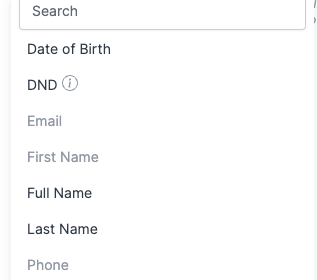 Search
Date of Birth
DND
Email
First Name
Full Name
Last Name
Phone